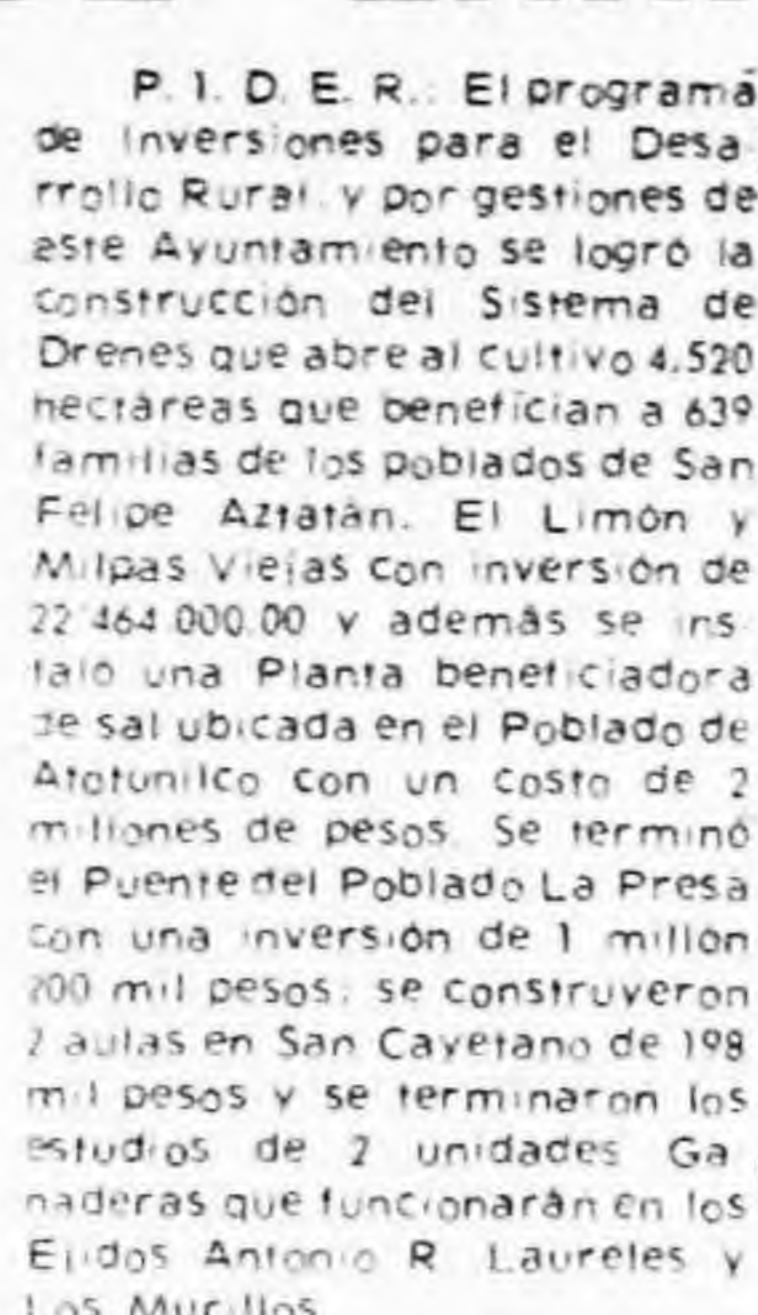 P. I. D. E. R.: El programa
de Inversiones para el Desa-
rrollo Rural, y por gestiones de
este Ayuntamiento se logró la
construcción del Sistema de
Drenes que abre al cultivo 4,520
hectáreas que benefician a 639
familias de los poblados de San
Felipe Aztatán, El Limón y
Milpas Viejas con inversión de
22'464.000.00 y además se ins-
taló una Planta beneficiadora
de sal ubicada en el Poblado de
Atotunilco con un costo de 2
millones de pesos. Se terminó
el Puente del Poblado La Presa
con una inversión de 1 millón
200 mil pesos; se construyeron
2 aulas en San Cayetano de 198
mil pesos y se terminaron los
estudios de 2 unidades Ga-
naderas que funcionarán en los
Ejidos Antonio R. Laureles y
Los Murillos